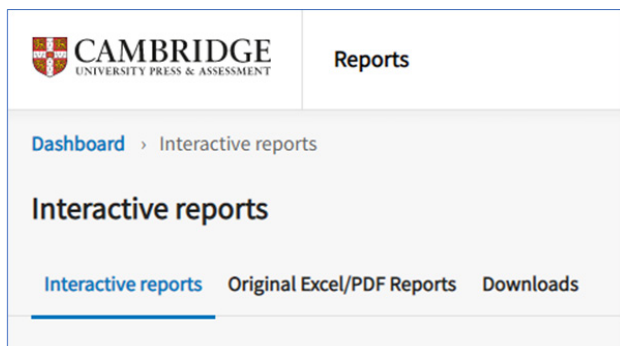 CAMBRIDGE
UNIVERSITY PRESS & ASSESSMENT
Reports
Dashboard › Interactive reports
Interactive reports
Interactive reports Original Excel/PDF Reports Downloads